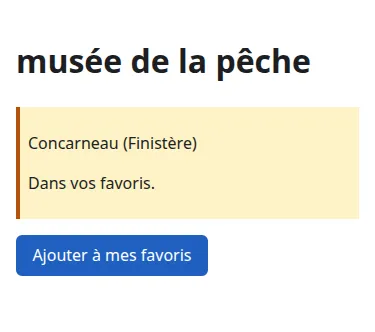 musée de la pêche
Concarneau (Finistère)
Dans vos favoris.
Ajouter à mes favoris